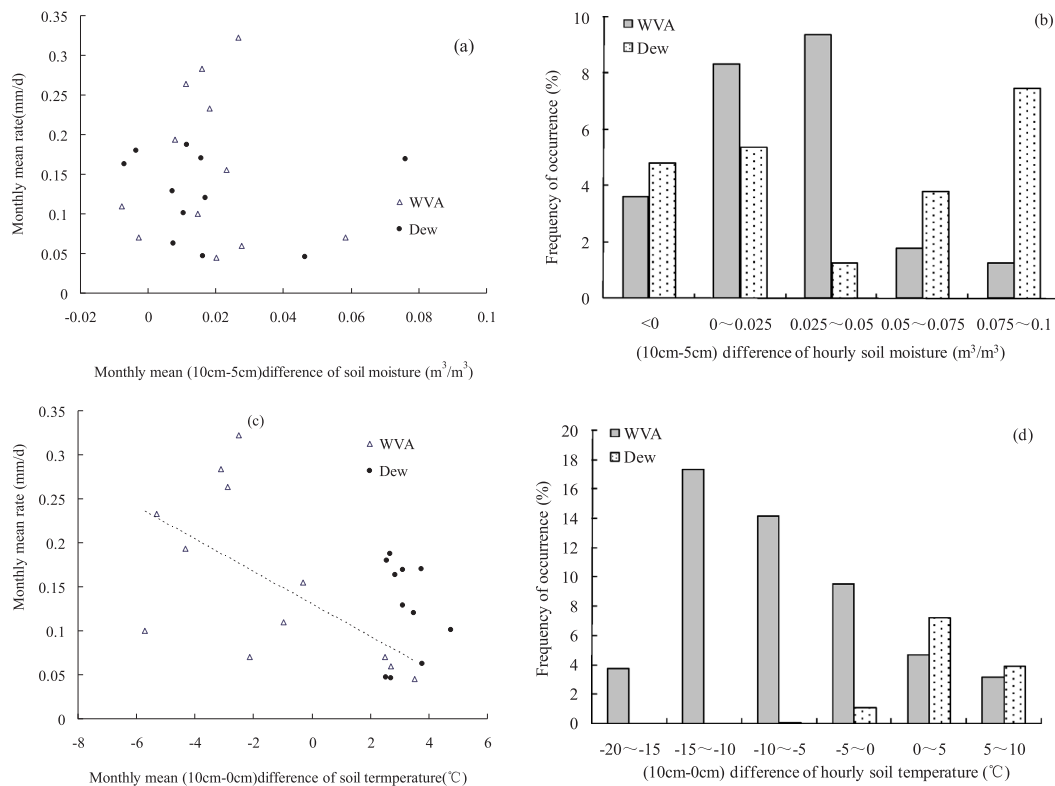 (a)
Monthly mean rate(mm/d)
0.35
0.3
0.25
0.2
0.15
0.1
0.05
0
-0.02
0
0.02
0.04
0.06
0.08
0.1
WVA
Dew
Monthly mean (10cm-5cm)difference of soil moisture (m³/m³)
(b)
Frequency of occurrence (%)
10
8
6
4
2
0
WVA
Dew
<0
0～0.025
0.025～0.05
0.05～0.075
0.075～0.1
(10cm-5cm) difference of hourly soil moisture (m³/m³)
(c)
Monthly mean rate (mm/d)
0.35
0.3
0.25
0.2
0.15
0.1
0.05
0
-8
-6
-4
-2
0
2
4
6
WVA
Dew
Monthly mean (10cm-0cm)difference of soil termperature(℃)
(d)
Frequency of occurrence (%)
20
18
16
14
12
10
8
6
4
2
0
WVA
Dew
-20～-15
-15～-10
-10～-5
-5～0
0～5
5～10
(10cm-0cm) difference of hourly soil temperature (℃)